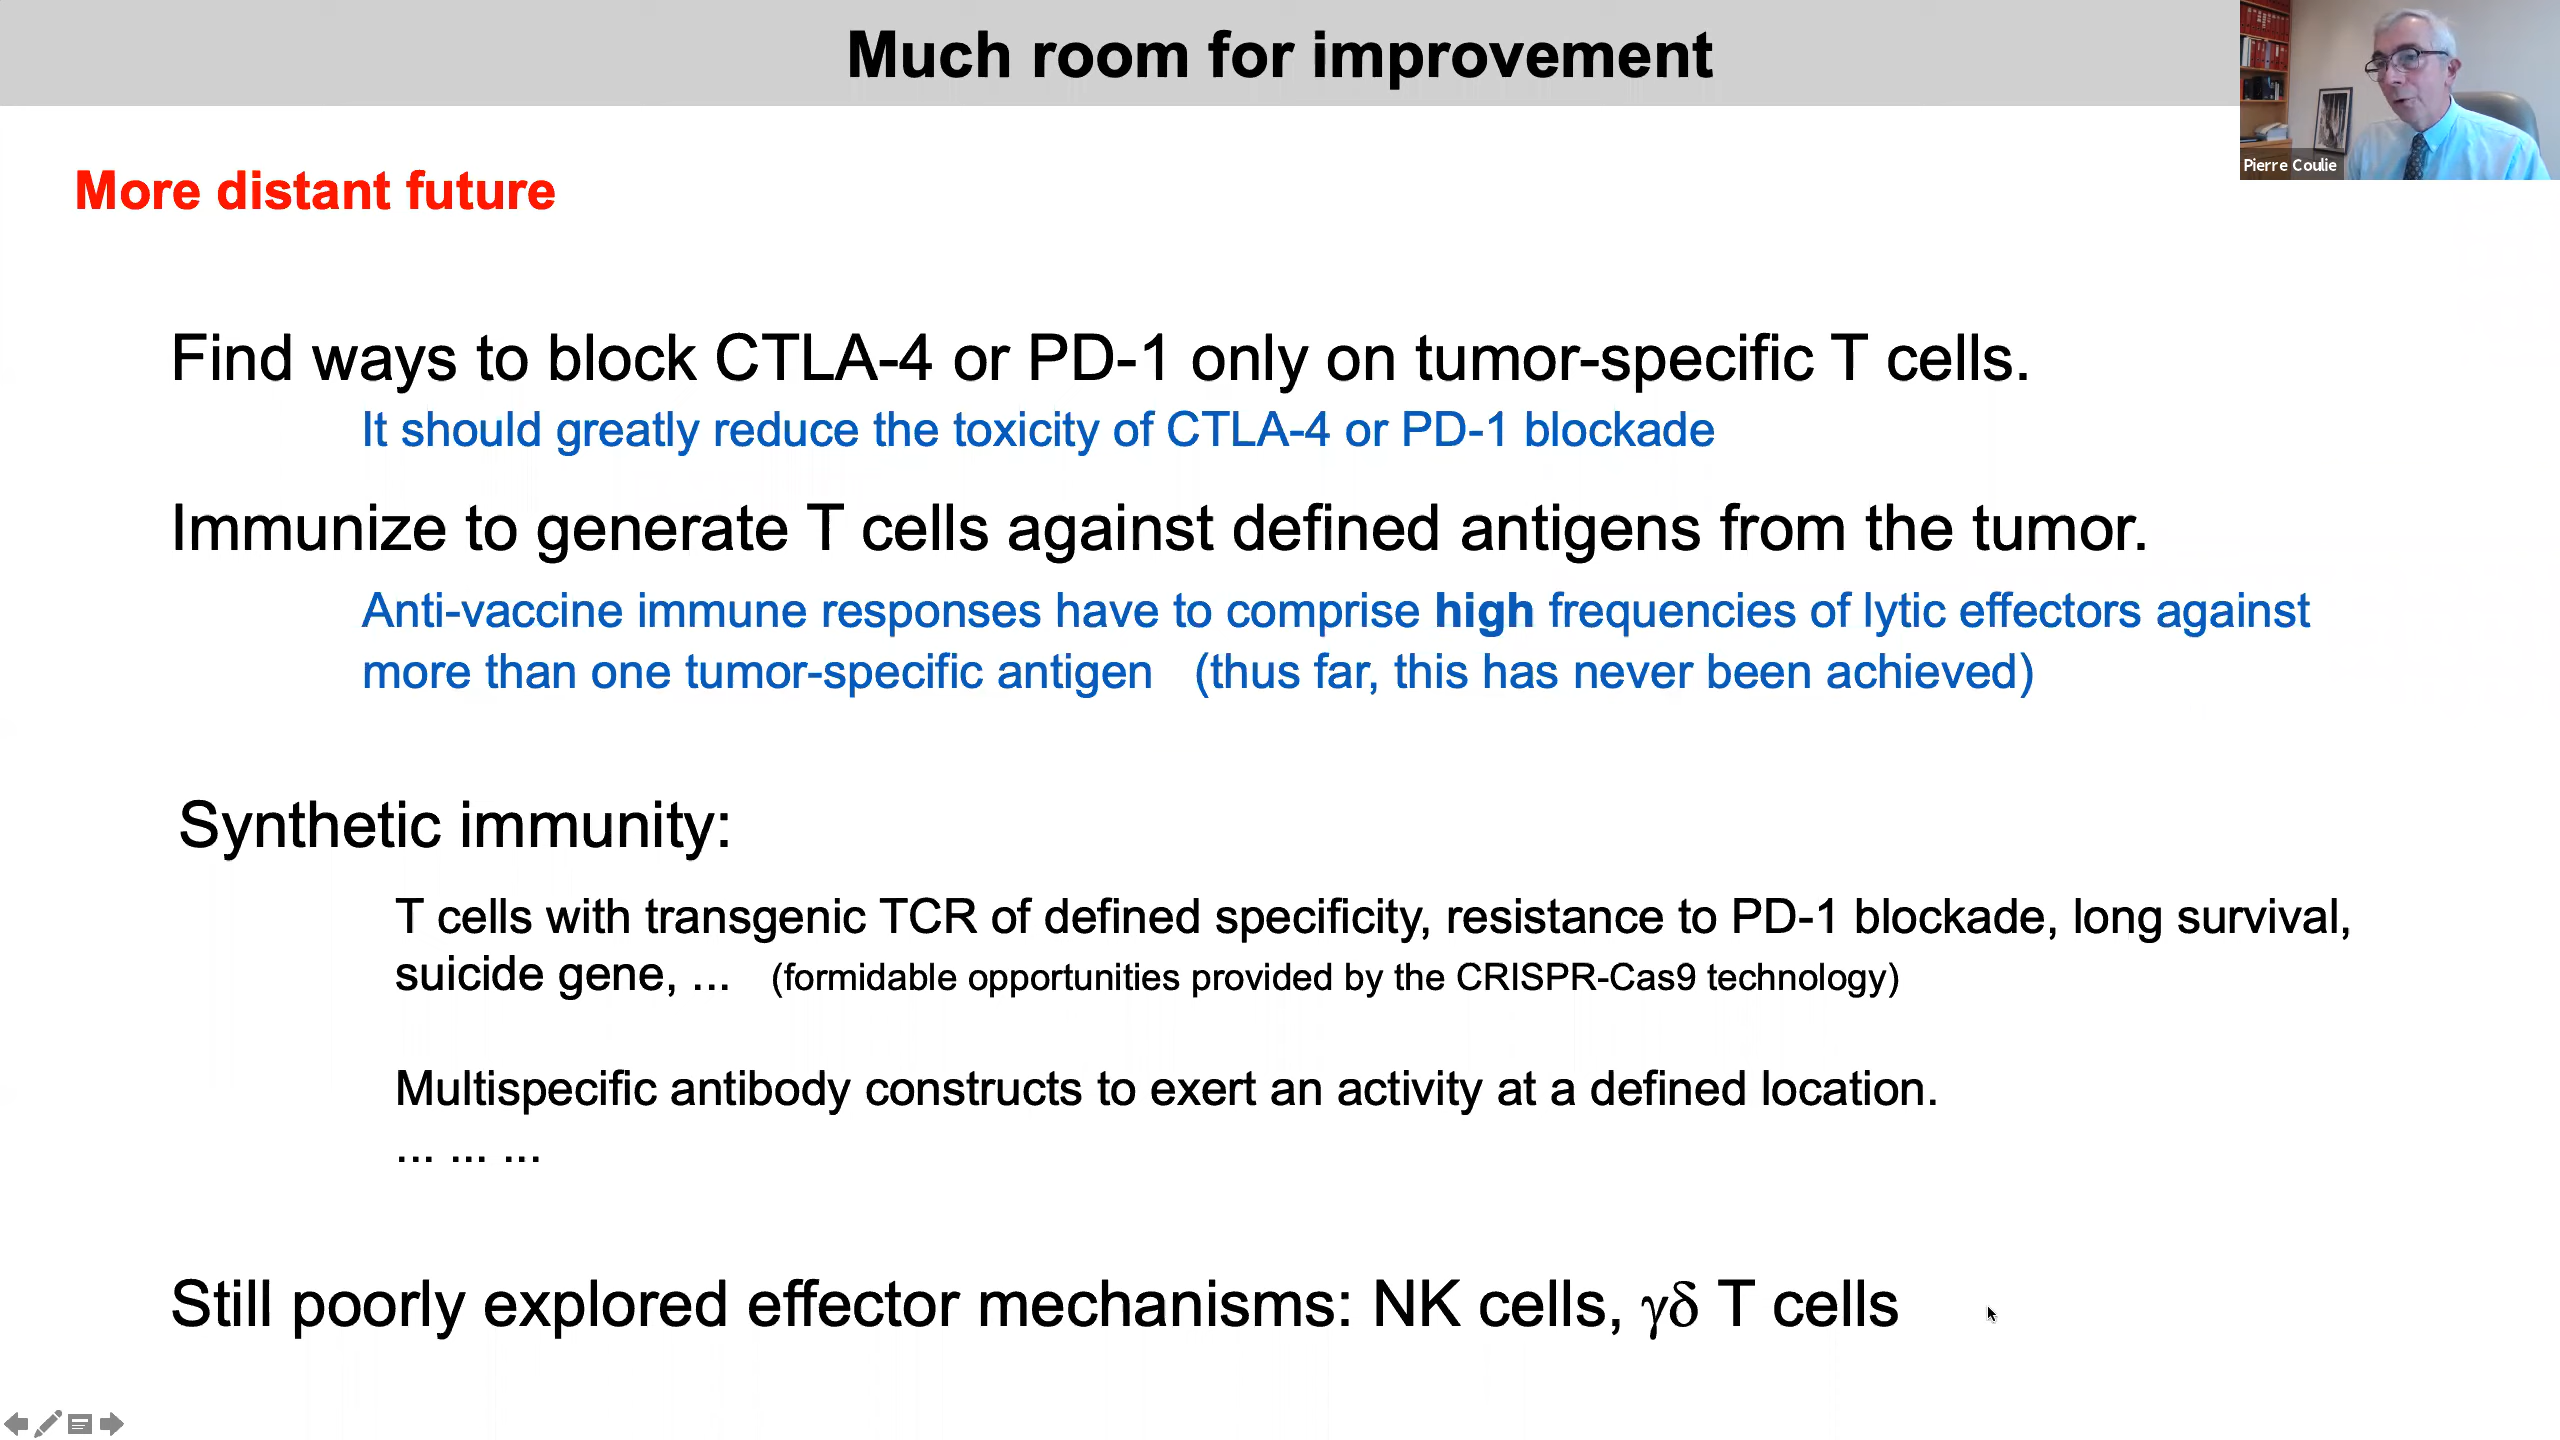 Much room for improvement
Pierre Coulie
More distant future
Find ways to block CTLA-4 or PD-1 only on tumor-specific T cells.
It should greatly reduce the toxicity of CTLA-4 or PD-1 blockade
Immunize to generate T cells against defined antigens from the tumor.
Anti-vaccine immune responses have to comprise high frequencies of lytic effectors against
more than one tumor-specific antigen (thus far, this has never been achieved)
Synthetic immunity:
T cells with transgenic TCR of defined specificity, resistance to PD-1 blockade, long survival,
suicide gene, ... (formidable opportunities provided by the CRISPR-Cas9 technology)
Multispecific antibody constructs to exert an activity at a defined location.
... ... ...
Still poorly explored effector mechanisms: NK cells, γδ T cells